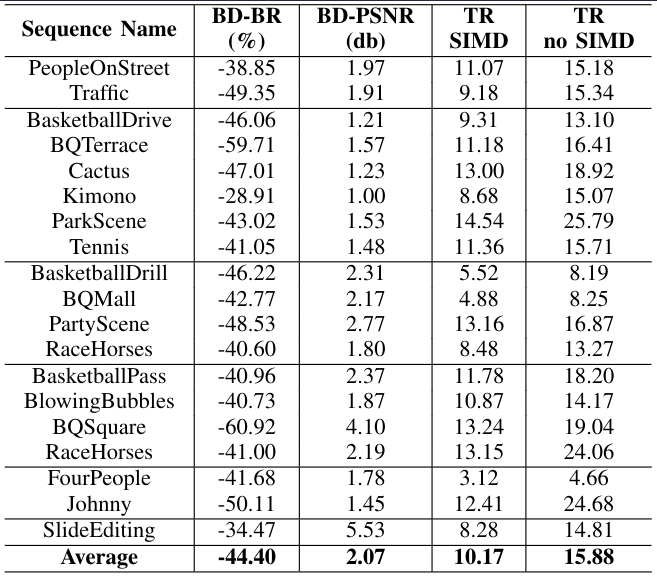 Sequence Name BD-BR (%) BD-PSNR (db) TR SIMD TR no SIMD
PeopleOnStreet -38.85 1.97 11.07 15.18
Traffic -49.35 1.91 9.18 15.34
BasketballDrive -46.06 1.21 9.31 13.10
BQTerrace -59.71 1.57 11.18 16.41
Cactus -47.01 1.23 13.00 18.92
Kimono -28.91 1.00 8.68 15.07
ParkScene -43.02 1.53 14.54 25.79
Tennis -41.05 1.48 11.36 15.71
BasketballDrill -46.22 2.31 5.52 8.19
BQMall -42.77 2.17 4.88 8.25
PartyScene -48.53 2.77 13.16 16.87
RaceHorses -40.60 1.80 8.48 13.27
BasketballPass -40.96 2.37 11.78 18.20
BlowingBubbles -40.73 1.87 10.87 14.17
BQSquare -60.92 4.10 13.24 19.04
RaceHorses -41.00 2.19 13.15 24.06
FourPeople -41.68 1.78 3.12 4.66
Johnny -50.11 1.45 12.41 24.68
SlideEditing -34.47 5.53 8.28 14.81
Average -44.40 2.07 10.17 15.88